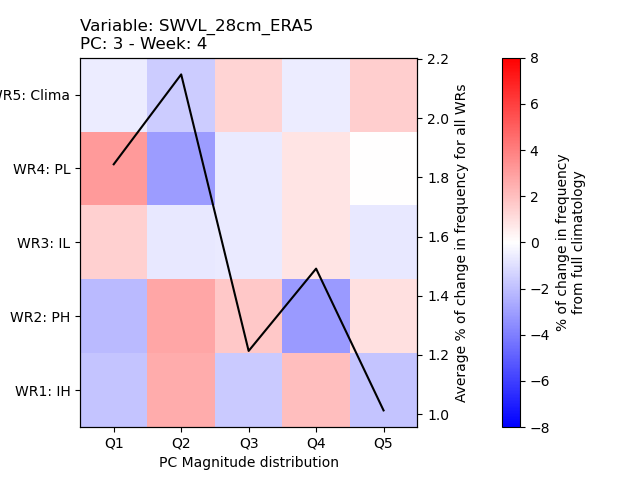 Variable: SWVL_28cm_ERA5
PC: 3 - Week: 4
R5: Clima
WR4: PL
WR3: IL
WR2: PH
WR1: IH
Q1 Q2 Q3 Q4 Q5
PC Magnitude distribution
2.2
2.0
1.8
1.6
1.4
1.2
1.0
Average % of change in frequency for all WRs
8
6
4
2
0
−2
−4
−6
−8
% of change in frequency
from full climatology